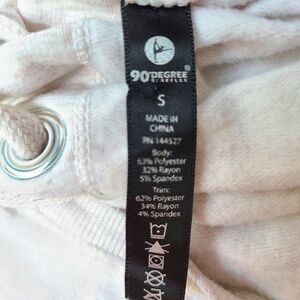 90°DEGREE®
BY REFLEX
S
MADE IN
CHINA
PIN 144527
Body:
63% Polyester
32% Rayon
5% Spandex
Trim:
62% Polyester
34% Rayon
4% Spandex